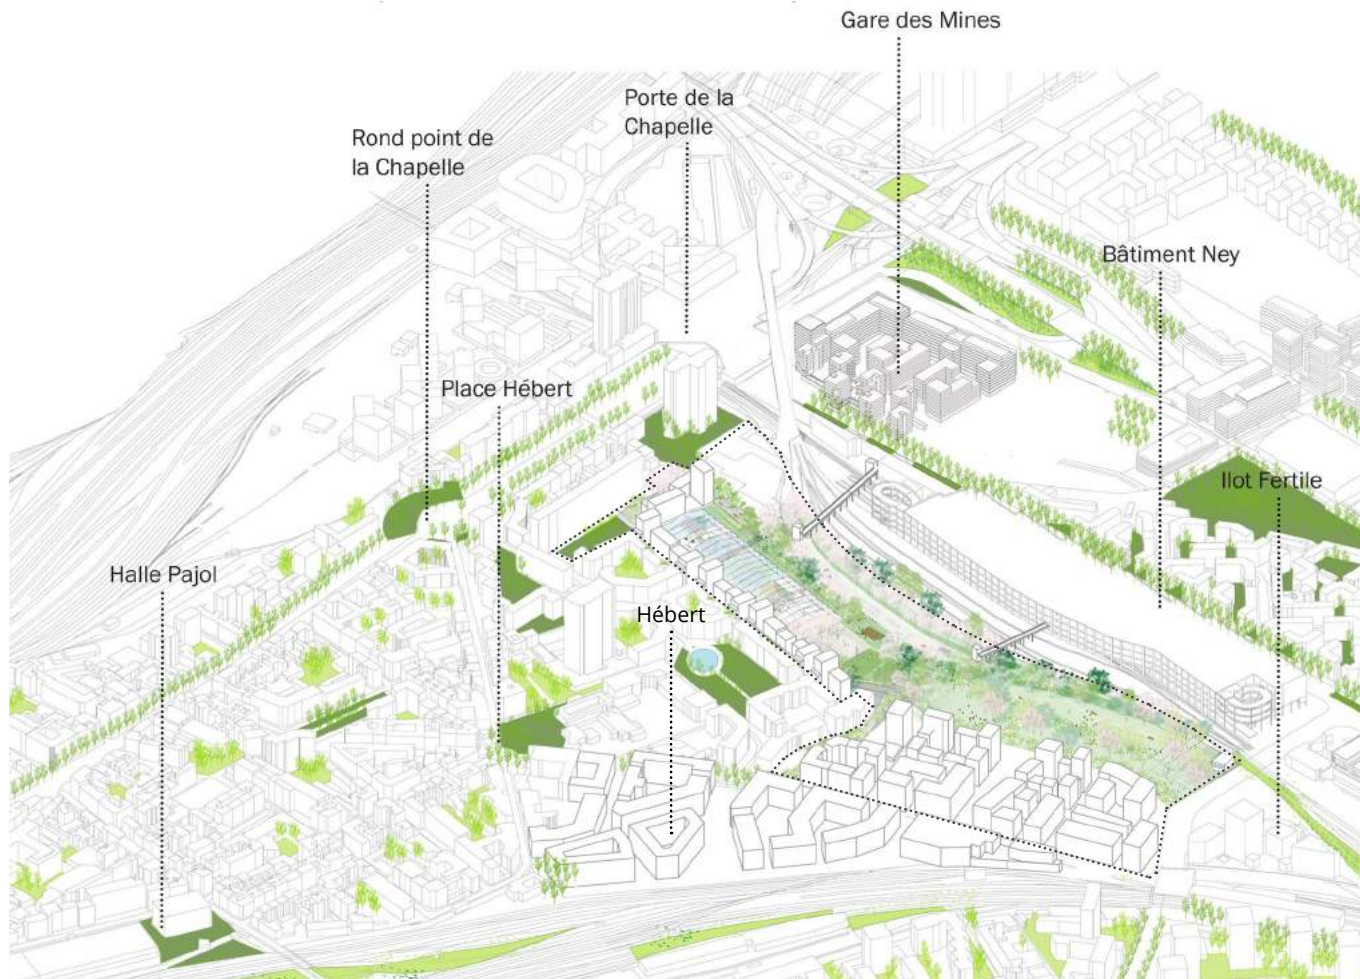 Gare des Mines
Porte de la
Chapelle
Rond point de
la Chapelle
Bâtiment Ney
Place Hébert
Ilot Fertile
Halle Pajol
Hébert